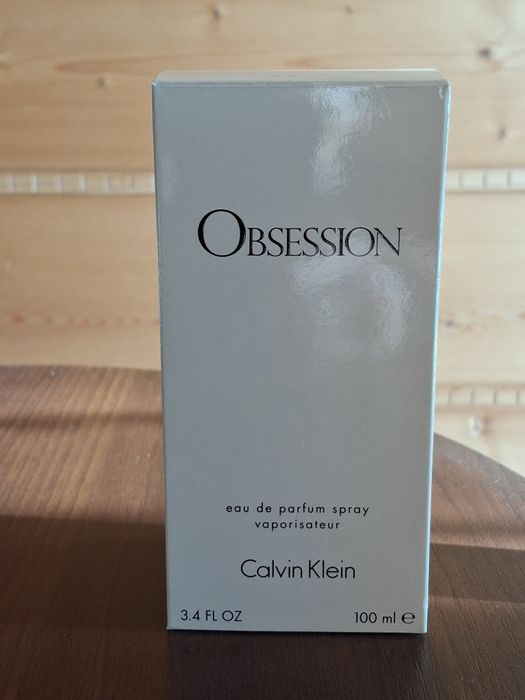 OBSESSION
eau de parfum spray
vaporisateur
Calvin Klein
3.4 FL OZ 100 ml ℮